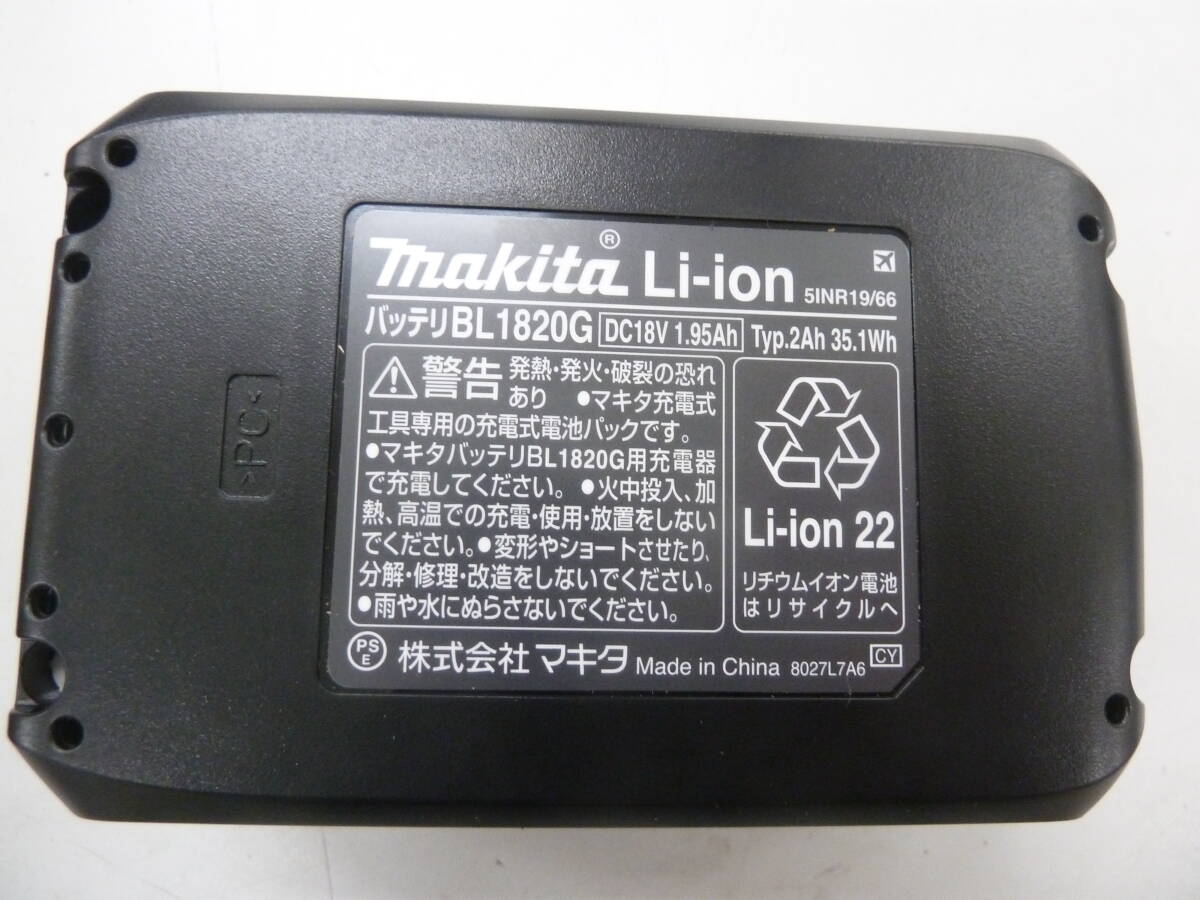 makita® Li-ion 5INR19/66
バッテリBL1820G DC18V 1.95Ah Typ.2Ah 35.1Wh
警告 発熱・発火・破裂の恐れ
あり ●マキタ充電式
工具専用の充電式電池パックです。
●マキタバッテリBL1820G用充電器
で充電してください。●火中投入、加
熱、高温での充電・使用・放置をしない
でください。●変形やショートさせたり、
分解・修理・改造をしないでください。
●雨や水にぬらさないでください。
Li-ion 22
リチウムイオン電池
はリサイクルへ
PS
E
株式会社マキタ Made in China 8027L7A6 CY
>PC<